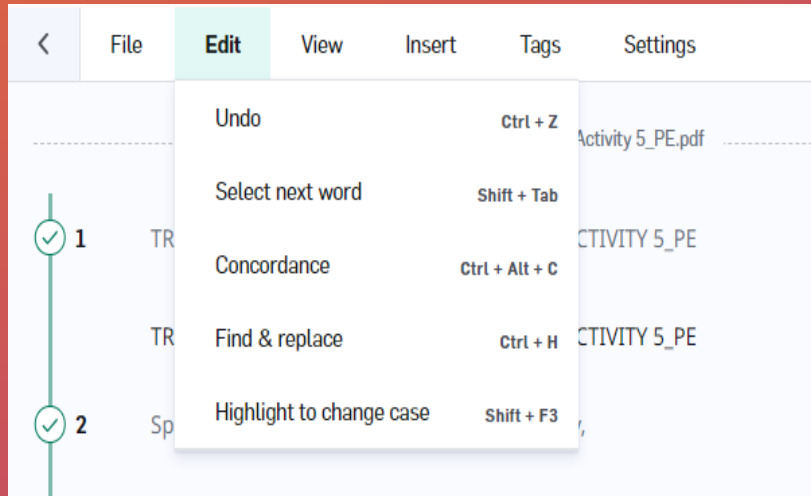 File Edit View Insert Tags Settings
Undo Ctrl + Z
Activity 5_PE.pdf
Select next word Shift + Tab
1 TR CTIVITY 5_PE
Concordance Ctrl + Alt + C
TR Find & replace Ctrl + H CTIVITY 5_PE
2 Sp Highlight to change case Shift + F3 y,